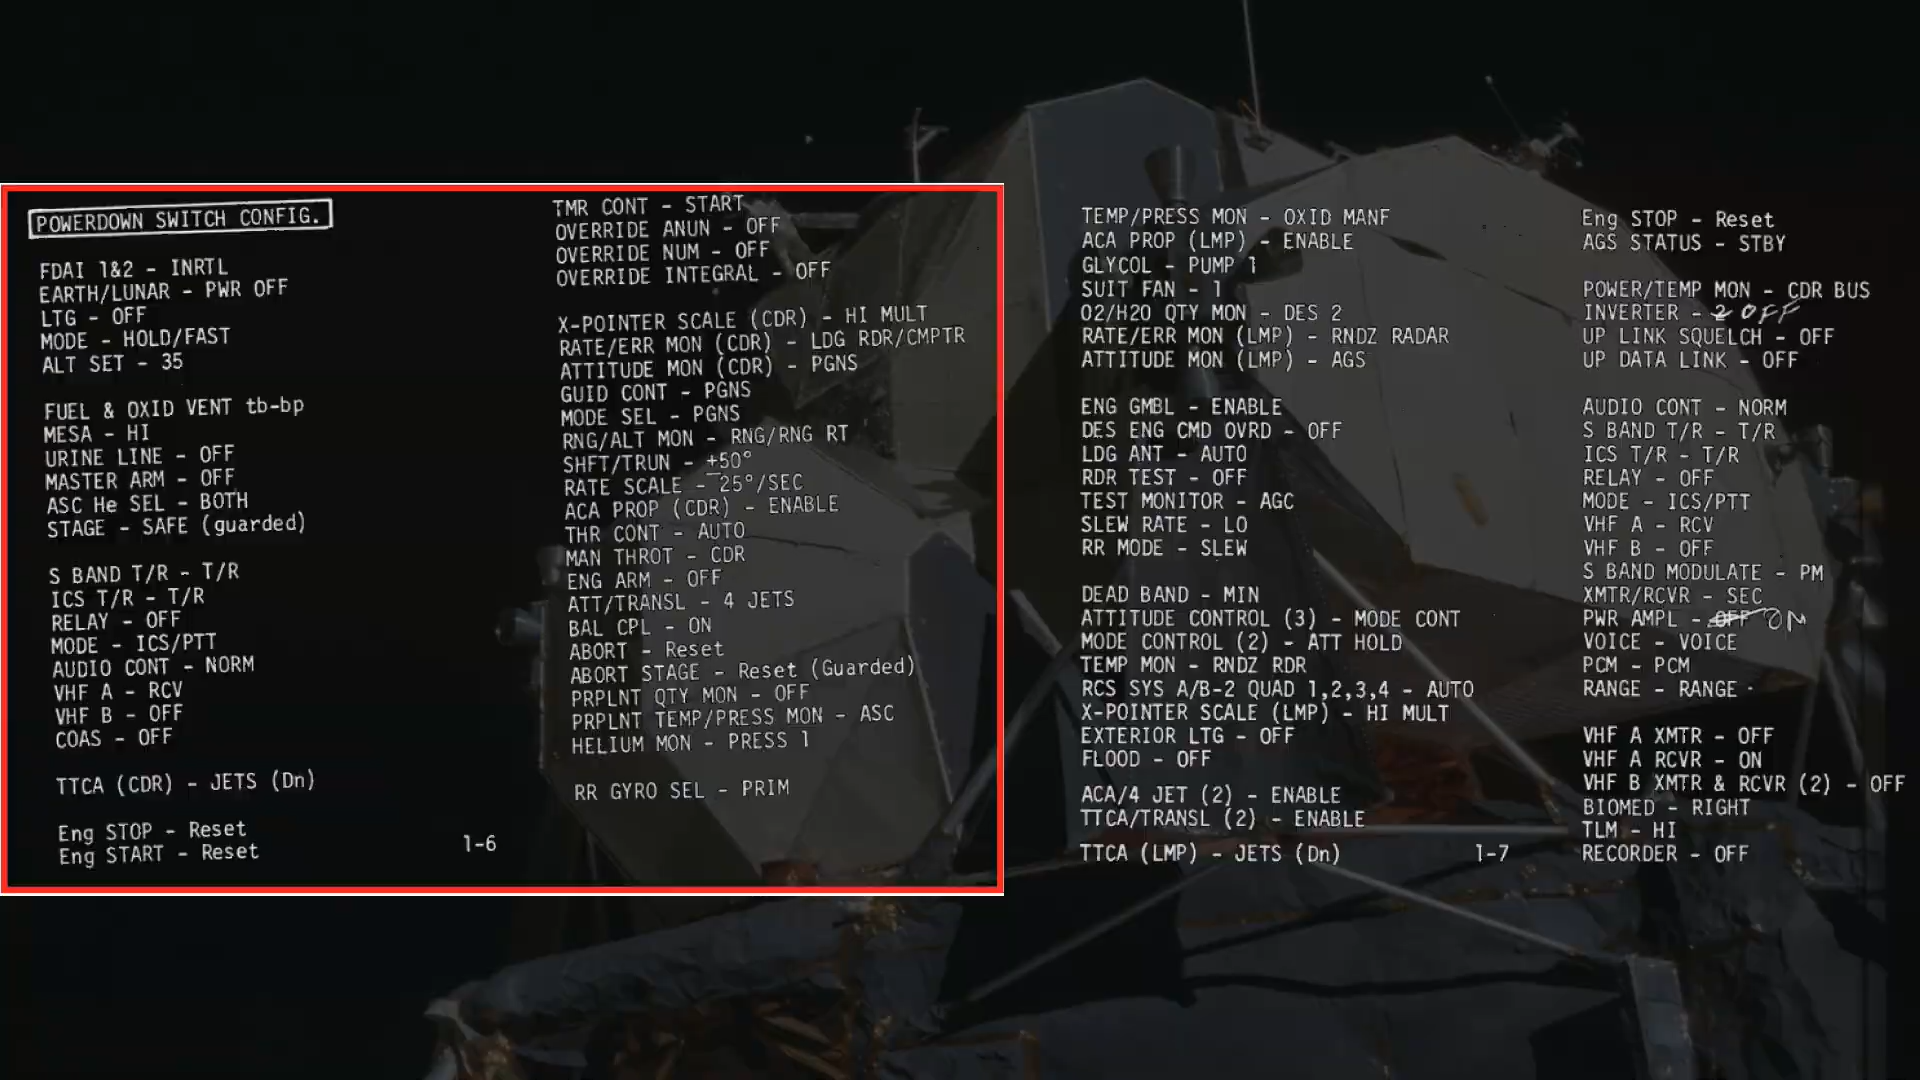 POWERDOWN SWITCH CONFIG.
FDAI 1&2 - INRTL
EARTH/LUNAR - PWR OFF
LTG - OFF
MODE - HOLD/FAST
ALT SET - 35
FUEL & OXID VENT tb-bp
MESA - HI
URINE LINE - OFF
MASTER ARM - OFF
ASC He SEL - BOTH
STAGE - SAFE (guarded)
S BAND T/R - T/R
ICS T/R - T/R
RELAY - OFF
MODE - ICS/PTT
AUDIO CONT - NORM
VHF A - RCV
VHF B - OFF
COAS - OFF
TTCA (CDR) - JETS (Dn)
Eng STOP - Reset
Eng START - Reset
1-6
TMR CONT - START
OVERRIDE ANUN - OFF
OVERRIDE NUM - OFF
OVERRIDE INTEGRAL - OFF
X-POINTER SCALE (CDR) - HI MULT
RATE/ERR MON (CDR) - LDG RDR/CMPTR
ATTITUDE MON (CDR) - PGNS
GUID CONT - PGNS
MODE SEL - PGNS
RNG/ALT MON - RNG/RNG RT
SHFT/TRUN - ±50°
RATE SCALE - 25°/SEC
ACA PROP (CDR) - ENABLE
THR CONT - AUTO
MAN THROT - CDR
ENG ARM - OFF
ATT/TRANSL - 4 JETS
BAL CPL - ON
ABORT - Reset
ABORT STAGE - Reset (Guarded)
PRPLNT QTY MON - OFF
PRPLNT TEMP/PRESS MON - ASC
HELIUM MON - PRESS 1
RR GYRO SEL - PRIM
TEMP/PRESS MON - OXID MANF
ACA PROP (LMP) - ENABLE
GLYCOL - PUMP 1
SUIT FAN - 1
O2/H2O QTY MON - DES 2
RATE/ERR MON (LMP) - RNDZ RADAR
ATTITUDE MON (LMP) - AGS
ENG GMBL - ENABLE
DES ENG CMD OVRD - OFF
LDG ANT - AUTO
RDR TEST - OFF
TEST MONITOR - AGC
SLEW RATE - LO
RR MODE - SLEW
DEAD BAND - MIN
ATTITUDE CONTROL (3) - MODE CONT
MODE CONTROL (2) - ATT HOLD
TEMP MON - RNDZ RDR
RCS SYS A/B-2 QUAD 1,2,3,4 - AUTO
X-POINTER SCALE (LMP) - HI MULT
EXTERIOR LTG - OFF
FLOOD - OFF
ACA/4 JET (2) - ENABLE
TTCA/TRANSL (2) - ENABLE
TTCA (LMP) - JETS (Dn)
1-7
Eng STOP - Reset
AGS STATUS - STBY
POWER/TEMP MON - CDR BUS
INVERTER - 2 OFF
UP LINK SQUELCH - OFF
UP DATA LINK - OFF
AUDIO CONT - NORM
S BAND T/R - T/R
ICS T/R - T/R
RELAY - OFF
MODE - ICS/PTT
VHF A - RCV
VHF B - OFF
S BAND MODULATE - PM
XMTR/RCVR - SEC
PWR AMPL - OFF ON
VOICE - VOICE
PCM - PCM
RANGE - RANGE
VHF A XMTR - OFF
VHF A RCVR - ON
VHF B XMTR & RCVR (2) - OFF
BIOMED - RIGHT
TLM - HI
RECORDER - OFF